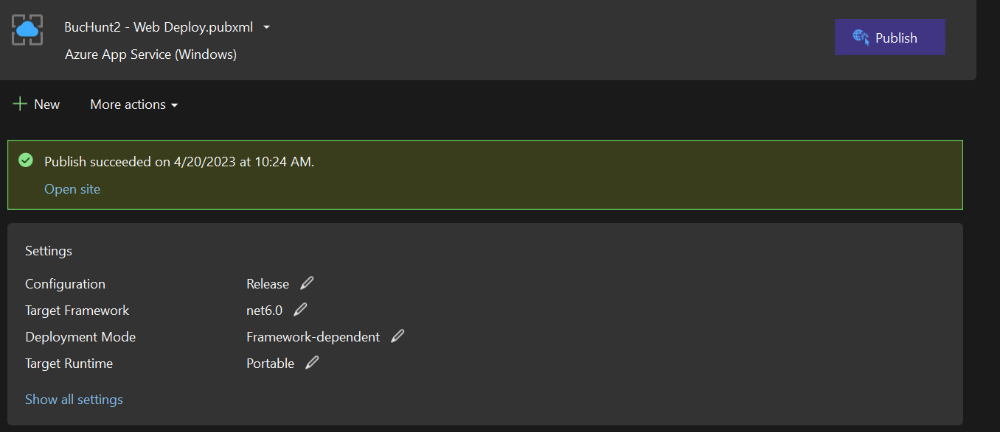 BucHunt2 - Web Deploy.pubxml
Azure App Service (Windows)
Publish
New
More actions
Publish succeeded on 4/20/2023 at 10:24 AM.
Open site
Settings
Configuration Release
Target Framework net6.0
Deployment Mode Framework-dependent
Target Runtime Portable
Show all settings